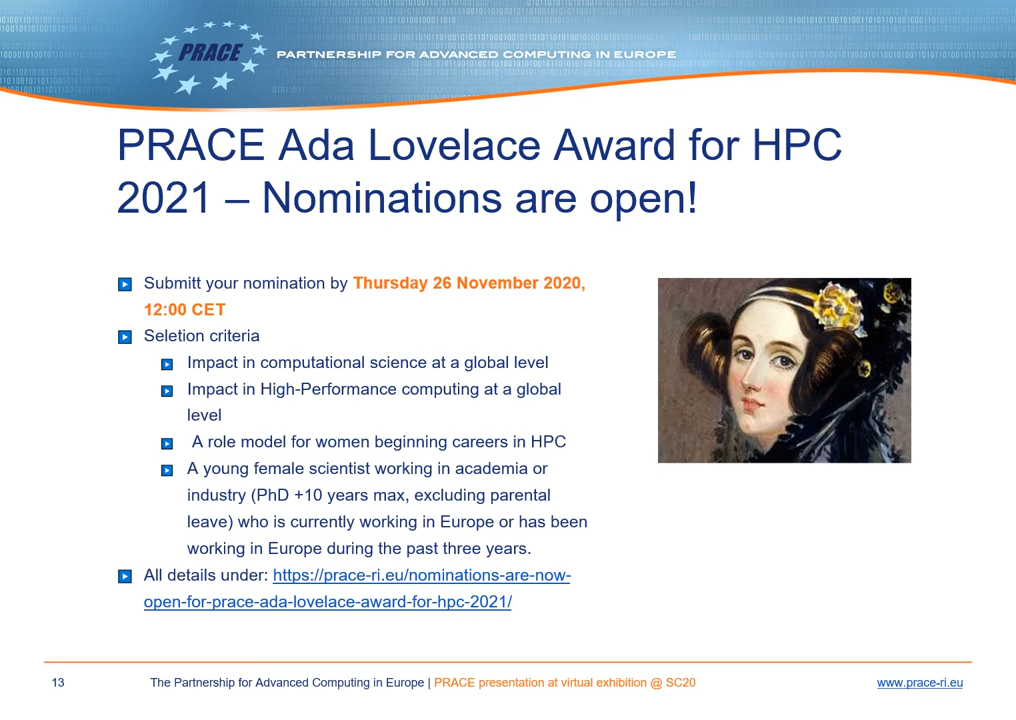 PRACE
PARTNERSHIP FOR ADVANCED COMPUTING IN EUROPE
PRACE Ada Lovelace Award for HPC
2021 – Nominations are open!
Submitt your nomination by Thursday 26 November 2020,
12:00 CET
Seletion criteria
Impact in computational science at a global level
Impact in High-Performance computing at a global
level
A role model for women beginning careers in HPC
A young female scientist working in academia or
industry (PhD +10 years max, excluding parental
leave) who is currently working in Europe or has been
working in Europe during the past three years.
All details under: https://prace-ri.eu/nominations-are-now-
open-for-prace-ada-lovelace-award-for-hpc-2021/
13
The Partnership for Advanced Computing in Europe | PRACE presentation at virtual exhibition @ SC20
www.prace-ri.eu